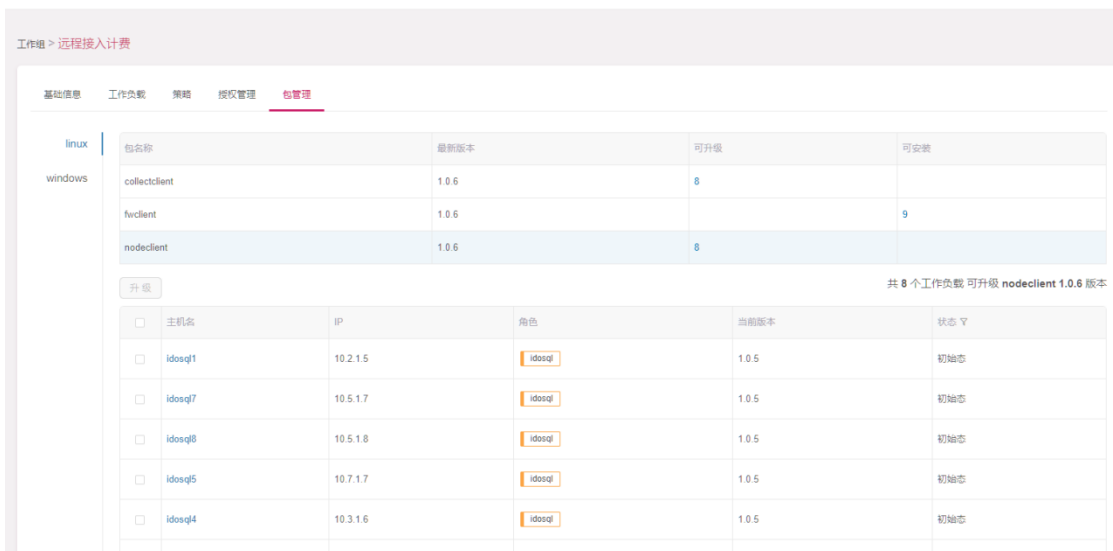 工作组 > 远程接入计费
基础信息 工作负载 策略 授权管理 包管理
linux
windows
包名称 最新版本 可升级 可安装
collectclient 1.0.6 8
fwclient 1.0.6 9
nodeclient 1.0.6 8
升级 共 8 个工作负载 可升级 nodeclient 1.0.6 版本
主机名 IP 角色 当前版本 状态
idosql1 10.2.1.5 idosql 1.0.5 初始态
idosql7 10.5.1.7 idosql 1.0.5 初始态
idosql8 10.5.1.8 idosql 1.0.5 初始态
idosql5 10.7.1.7 idosql 1.0.5 初始态
idosql4 10.3.1.6 idosql 1.0.5 初始态